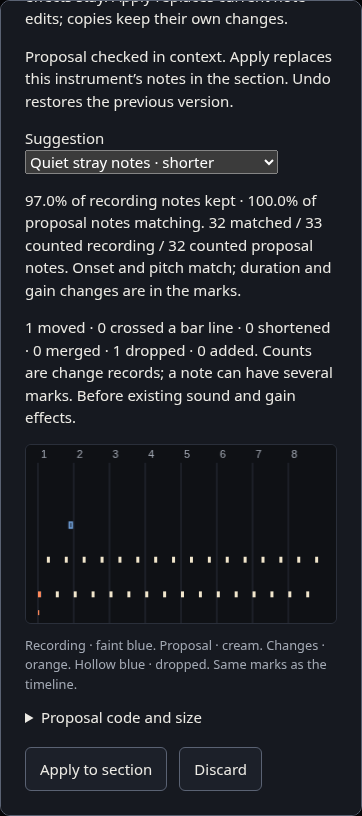 edits; copies keep their own changes.
Proposal checked in context. Apply replaces
this instrument's notes in the section. Undo
restores the previous version.
Suggestion
Quiet stray notes · shorter
97.0% of recording notes kept · 100.0% of
proposal notes matching. 32 matched / 33
counted recording / 32 counted proposal
notes. Onset and pitch match; duration and
gain changes are in the marks.
1 moved · 0 crossed a bar line · 0 shortened
· 0 merged · 1 dropped · 0 added. Counts
are change records; a note can have several
marks. Before existing sound and gain
effects.
1 2 3 4 5 6 7 8
Recording · faint blue. Proposal · cream. Changes ·
orange. Hollow blue · dropped. Same marks as the
timeline.
Proposal code and size
Apply to section Discard